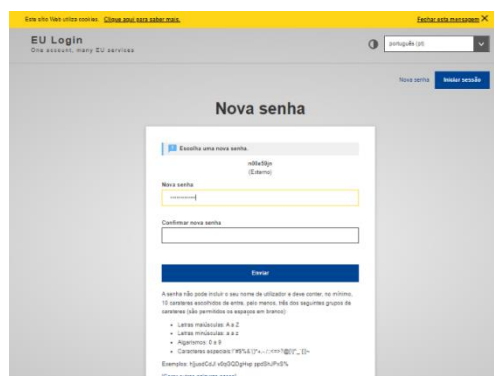 Este sítio Web utiliza cookies. Clique aqui para saber mais.
Fechar esta mensagem X
EU Login
One account, many EU services
português (pt)
Nova senha
Iniciar sessão
Nova senha
Escolha uma nova senha.
(Externo)
Nova senha
Confirmar nova senha
Enviar
A senha não pode incluir o seu nome de utilizador e deve conter, no mínimo,
10 carateres escolhidos de entre, pelo menos, três dos seguintes grupos de
carateres (são permitidos os espaços em branco):
Letras maiúsculas: A a Z
Letras minúsculas: a a z
Algarismos: 0 a 9
Carateres especiais:
Exemplos: